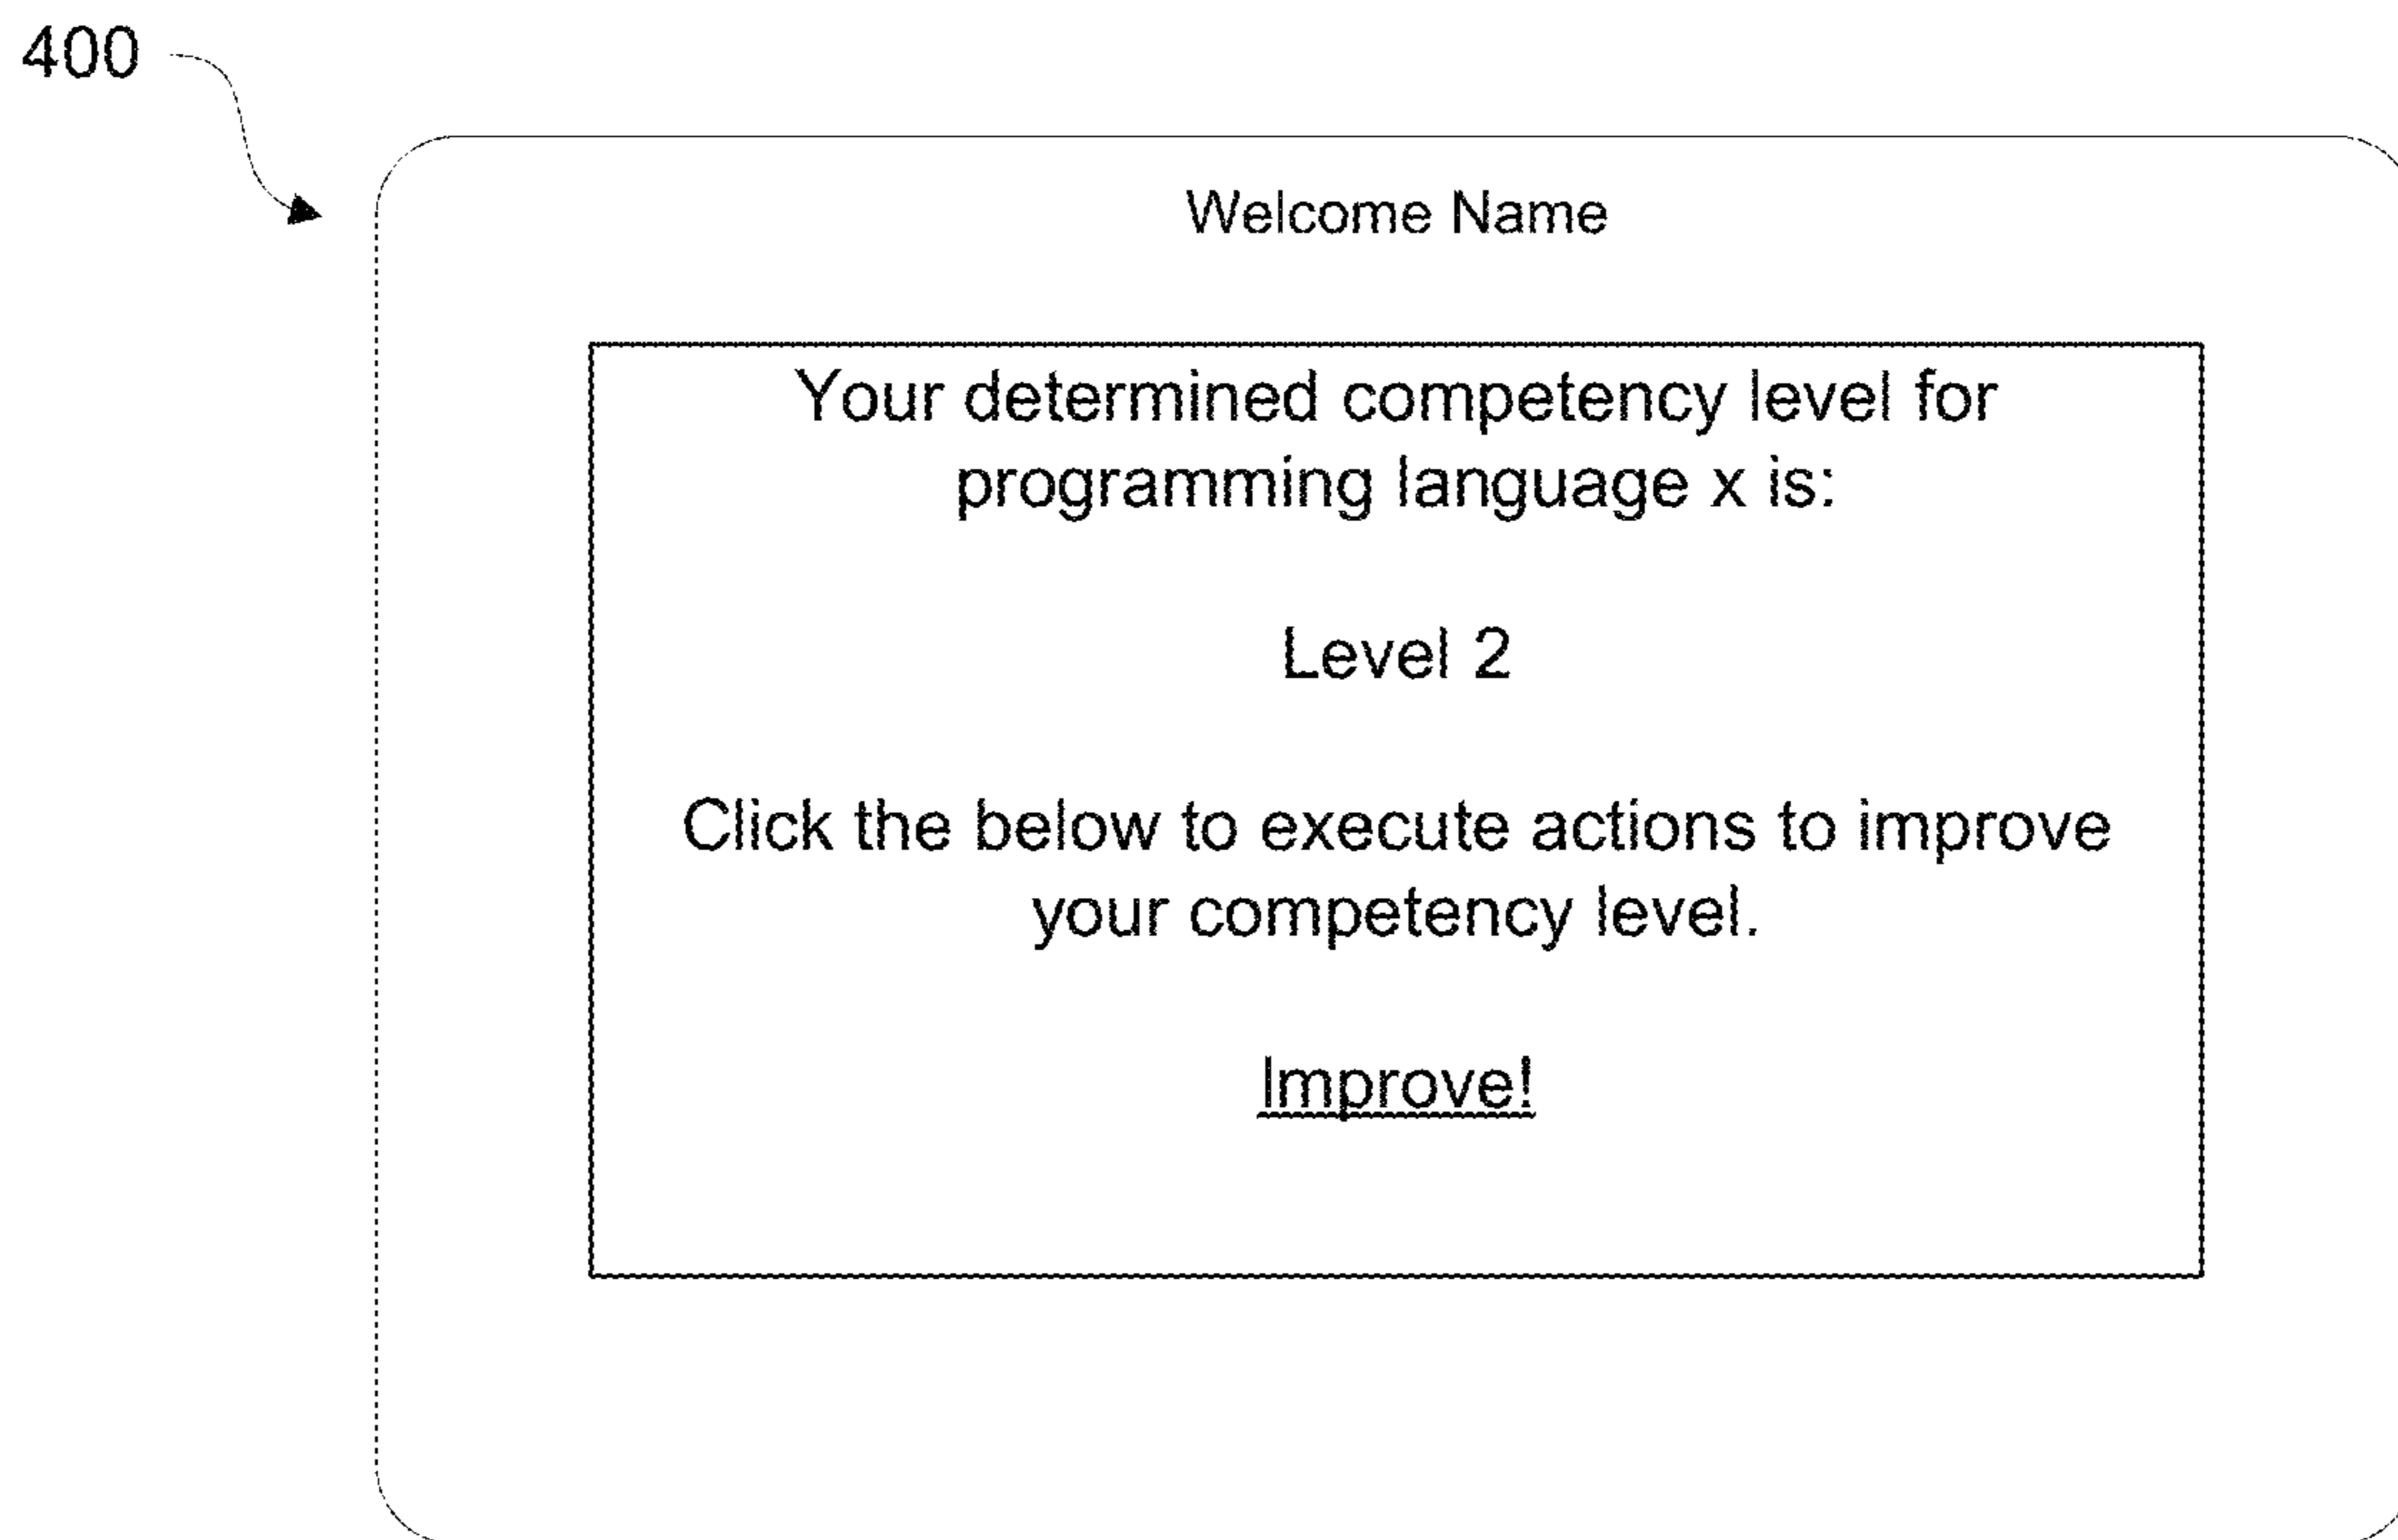 400
Welcome Name
Your determined competency level for
programming language x is:
Level 2
Click the below to execute actions to improve
your competency level.
Improve!